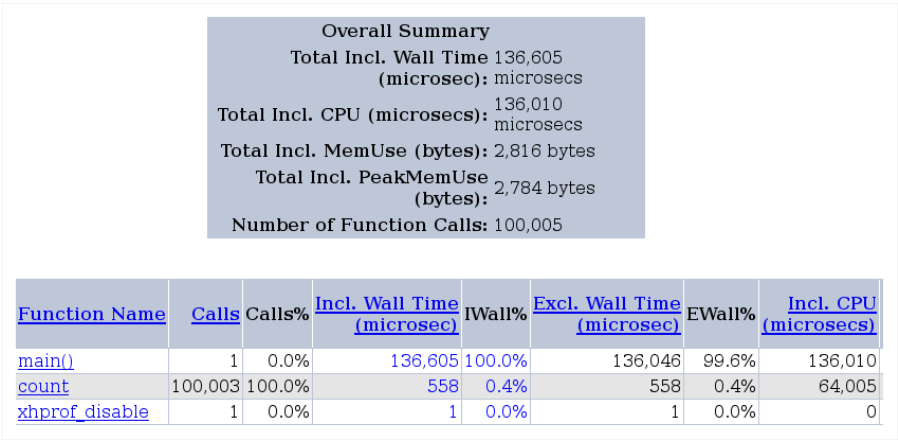 Overall Summary
Total Incl. Wall Time (microsec): 136,605 microsecs
Total Incl. CPU (microsecs): 136,010 microsecs
Total Incl. MemUse (bytes): 2,816 bytes
Total Incl. PeakMemUse (bytes): 2,784 bytes
Number of Function Calls: 100,005
Function Name Calls Calls% Incl. Wall Time (microsec) IWall% Excl. Wall Time (microsec) EWall% Incl. CPU (microsecs)
main() 1 0.0% 136,605 100.0% 136,046 99.6% 136,010
count 100,003 100.0% 558 0.4% 558 0.4% 64,005
xhprof_disable 1 0.0% 1 0.0% 1 0.0% 0